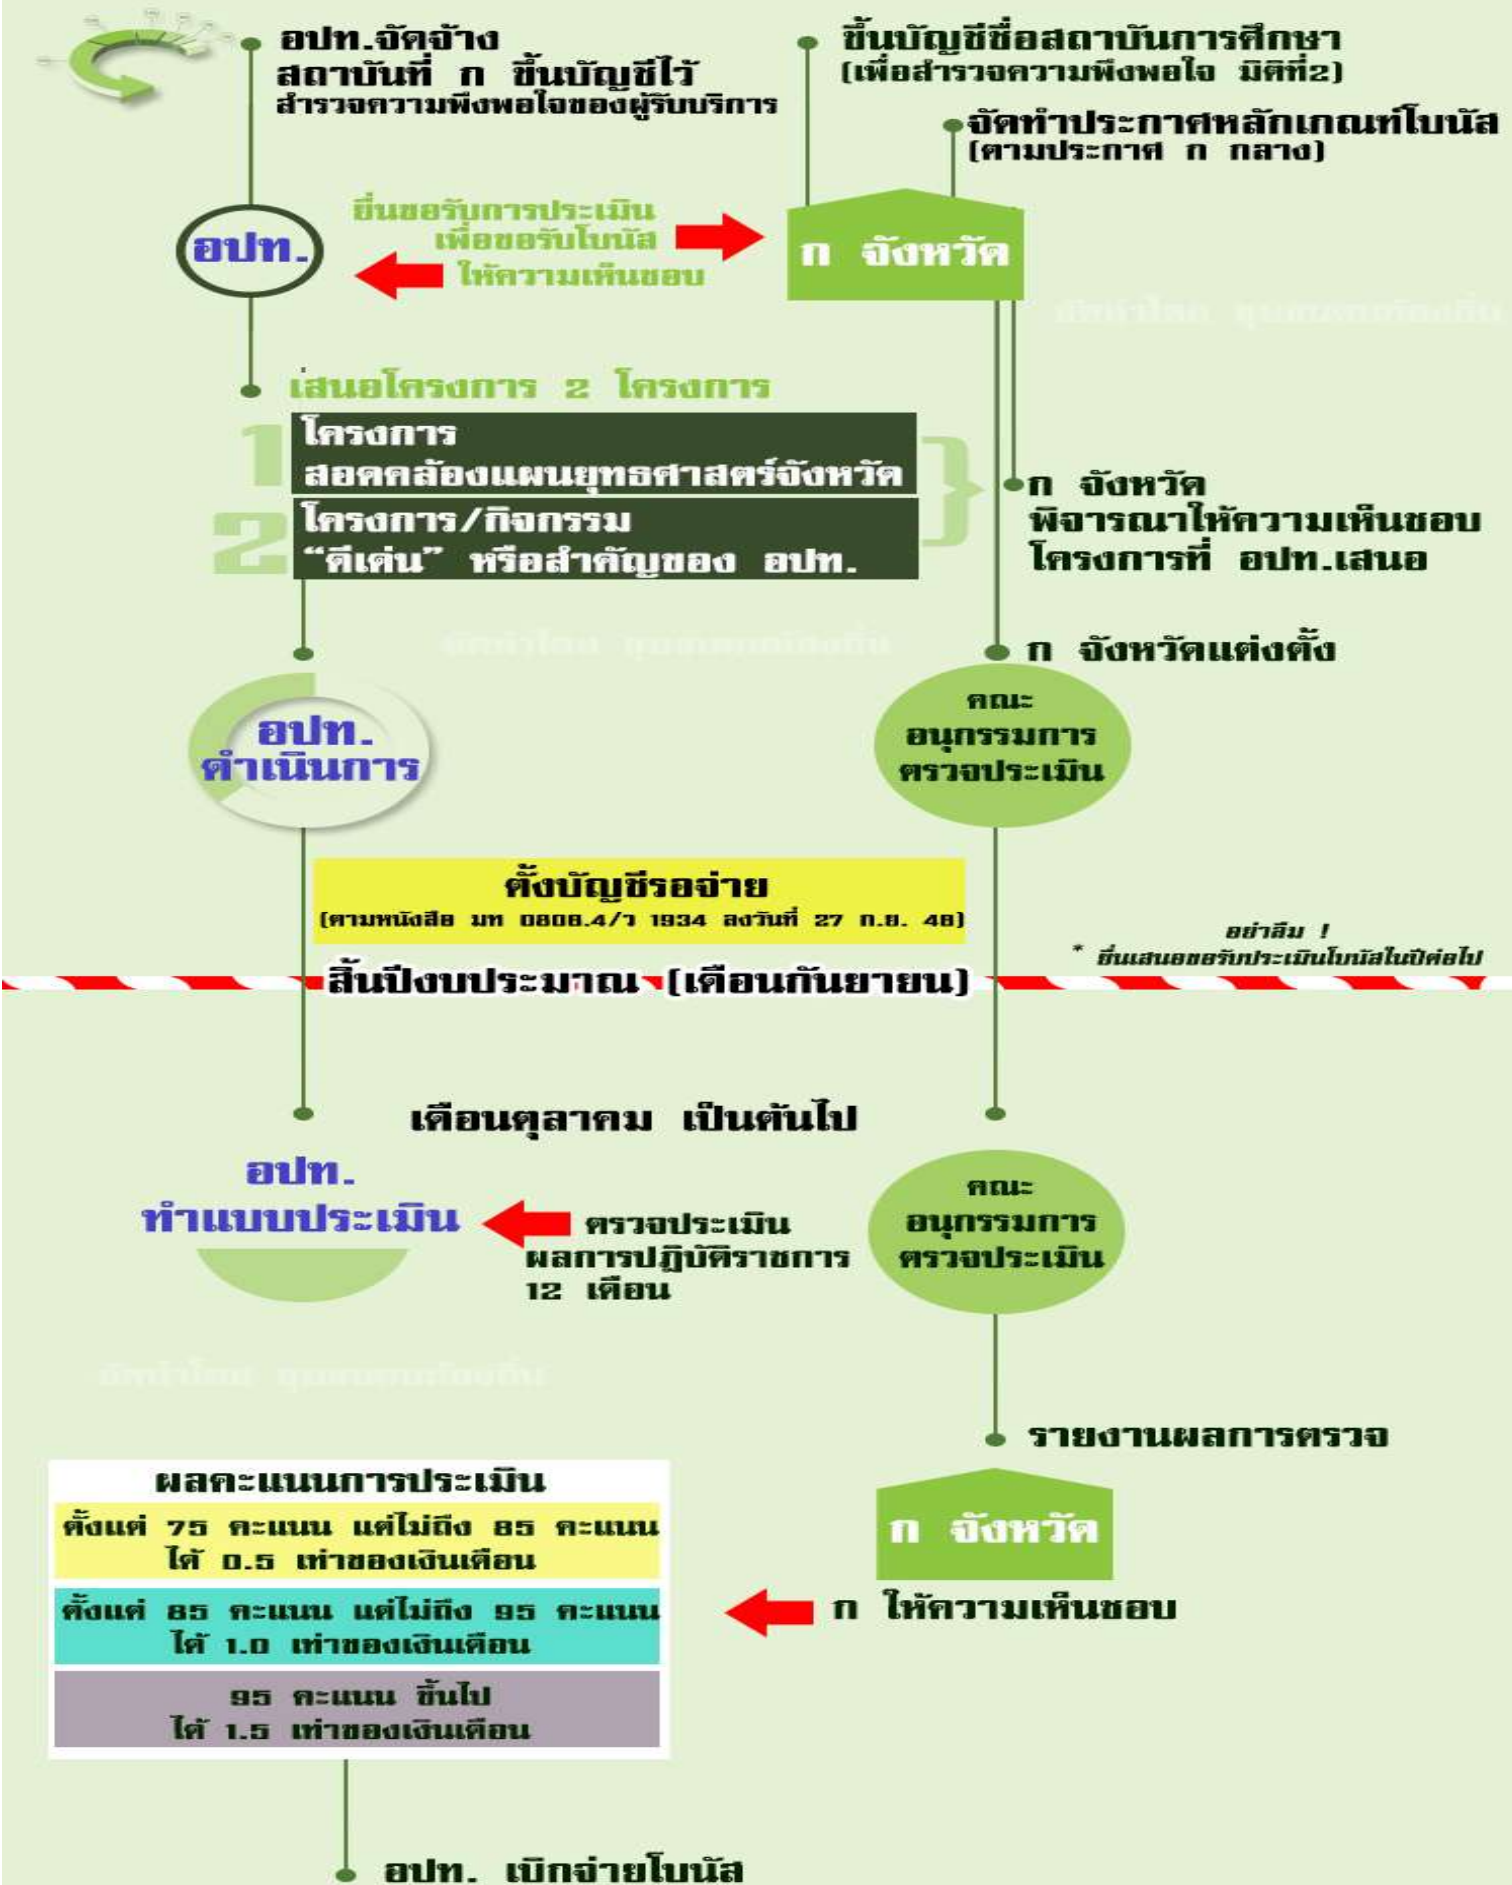 อปท.จัดจ้าง
สถาบันที่ ก ขึ้นบัญชีไว้
สำรวจความพึงพอใจของผู้รับบริการ
ขึ้นบัญชีชื่อสถาบันการศึกษา
(เพื่อสำรวจความพึงพอใจ มิติที่2)
จัดทำประกาศหลักเกณฑ์โบนัส
(ตามประกาศ ก กลาง)
อปท.
ยื่นขอรับการประเมิน
เพื่อขอรับโบนัส
ให้ความเห็นชอบ
ก จังหวัด
เสนอโครงการ 2 โครงการ
1
โครงการ
สอดคล้องแผนยุทธศาสตร์จังหวัด
2
โครงการ/กิจกรรม
“ดีเด่น” หรือสำคัญของ อปท.
}
ก จังหวัด
พิจารณาให้ความเห็นชอบ
โครงการที่ อปท.เสนอ
ก จังหวัดแต่งตั้ง
อปท.
ดำเนินการ
คณะ
อนุกรรมการ
ตรวจประเมิน
ตั้งบัญชีรอจ่าย
(ตามหนังสือ มท 0808.4/ว 1934 ลงวันที่ 27 ก.ย. 48)
อย่าลืม !
* ยื่นเสนอขอรับประเมินโบนัสในปีต่อไป
สิ้นปีงบประมาณ (เดือนกันยายน)
เดือนตุลาคม เป็นต้นไป
อปท.
ทำแบบประเมิน
ตรวจประเมิน
ผลการปฏิบัติราชการ
12 เดือน
คณะ
อนุกรรมการ
ตรวจประเมิน
รายงานผลการตรวจ
ก จังหวัด
ก ให้ความเห็นชอบ
ผลคะแนนการประเมิน
ตั้งแต่ 75 คะแนน แต่ไม่ถึง 85 คะแนน
ได้ 0.5 เท่าของเงินเดือน
ตั้งแต่ 85 คะแนน แต่ไม่ถึง 95 คะแนน
ได้ 1.0 เท่าของเงินเดือน
95 คะแนน ขึ้นไป
ได้ 1.5 เท่าของเงินเดือน
อปท. เบิกจ่ายโบนัส